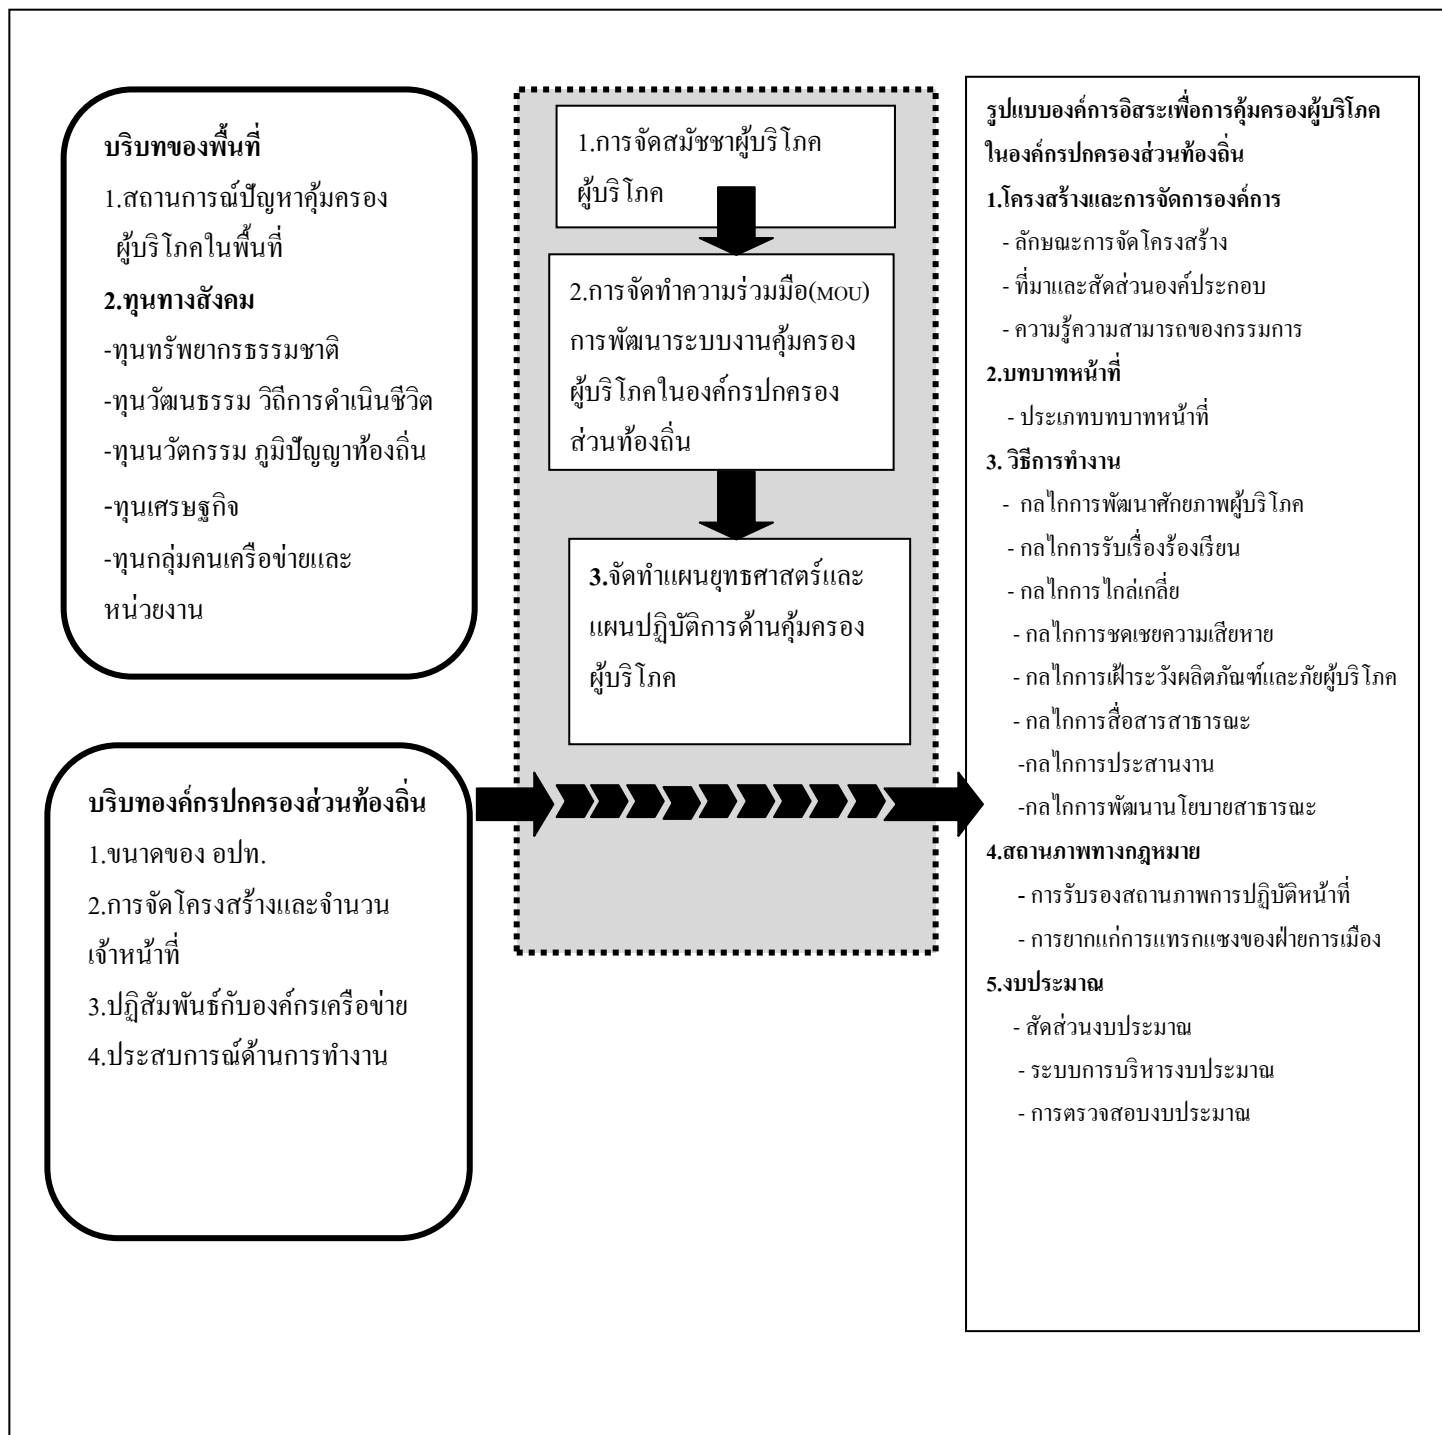 บริบทของพื้นที่
1.สถานการณ์ปัญหาคุ้มครอง
ผู้บริโภคในพื้นที่
2.ทุนทางสังคม
-ทุนทรัพยากรธรรมชาติ
-ทุนวัฒนธรรม วิถีการดำเนินชีวิต
-ทุนนวัตกรรม ภูมิปัญญาท้องถิ่น
-ทุนเศรษฐกิจ
-ทุนกลุ่มคนเครือข่ายและ
หน่วยงาน
บริบทองค์กรปกครองส่วนท้องถิ่น
1.ขนาดของ อปท.
2.การจัดโครงสร้างและจำนวน
เจ้าหน้าที่
3.ปฏิสัมพันธ์กับองค์กรเครือข่าย
4.ประสบการณ์ด้านการทำงาน
1.การจัดสมัชชาผู้บริโภค
ผู้บริโภค
2.การจัดทำความร่วมมือ(MOU)
การพัฒนาระบบงานคุ้มครอง
ผู้บริโภคในองค์กรปกครอง
ส่วนท้องถิ่น
3.จัดทำแผนยุทธศาสตร์และ
แผนปฏิบัติการด้านคุ้มครอง
ผู้บริโภค
รูปแบบองค์การอิสระเพื่อการคุ้มครองผู้บริโภค
ในองค์กรปกครองส่วนท้องถิ่น
1.โครงสร้างและการจัดการองค์การ
- ลักษณะการจัดโครงสร้าง
- ที่มาและสัดส่วนองค์ประกอบ
- ความรู้ความสามารถของกรรมการ
2.บทบาทหน้าที่
- ประเภทบทบาทหน้าที่
3. วิธีการทำงาน
- กลไกการพัฒนาศักยภาพผู้บริโภค
- กลไกการรับเรื่องร้องเรียน
- กลไกการไกล่เกลี่ย
- กลไกการชดเชยความเสียหาย
- กลไกการเฝ้าระวังผลิตภัณฑ์และภัยผู้บริโภค
- กลไกการสื่อสารสาธารณะ
-กลไกการประสานงาน
-กลไกการพัฒนานโยบายสาธารณะ
4.สถานภาพทางกฎหมาย
- การรับรองสถานภาพการปฏิบัติหน้าที่
- การยากแก่การแทรกแซงของฝ่ายการเมือง
5.งบประมาณ
- สัดส่วนงบประมาณ
- ระบบการบริหารงบประมาณ
- การตรวจสอบงบประมาณ